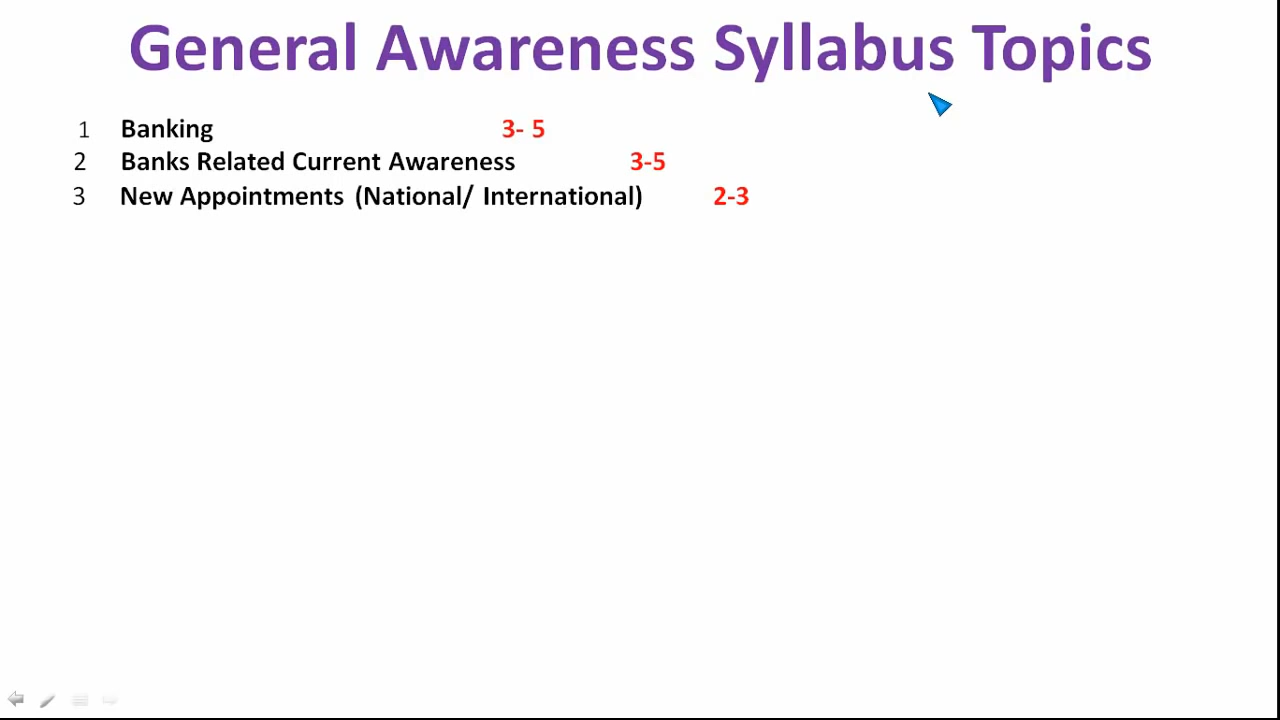 General Awareness Syllabus Topics
1 Banking 3- 5
2 Banks Related Current Awareness 3-5
3 New Appointments (National/ International) 2-3